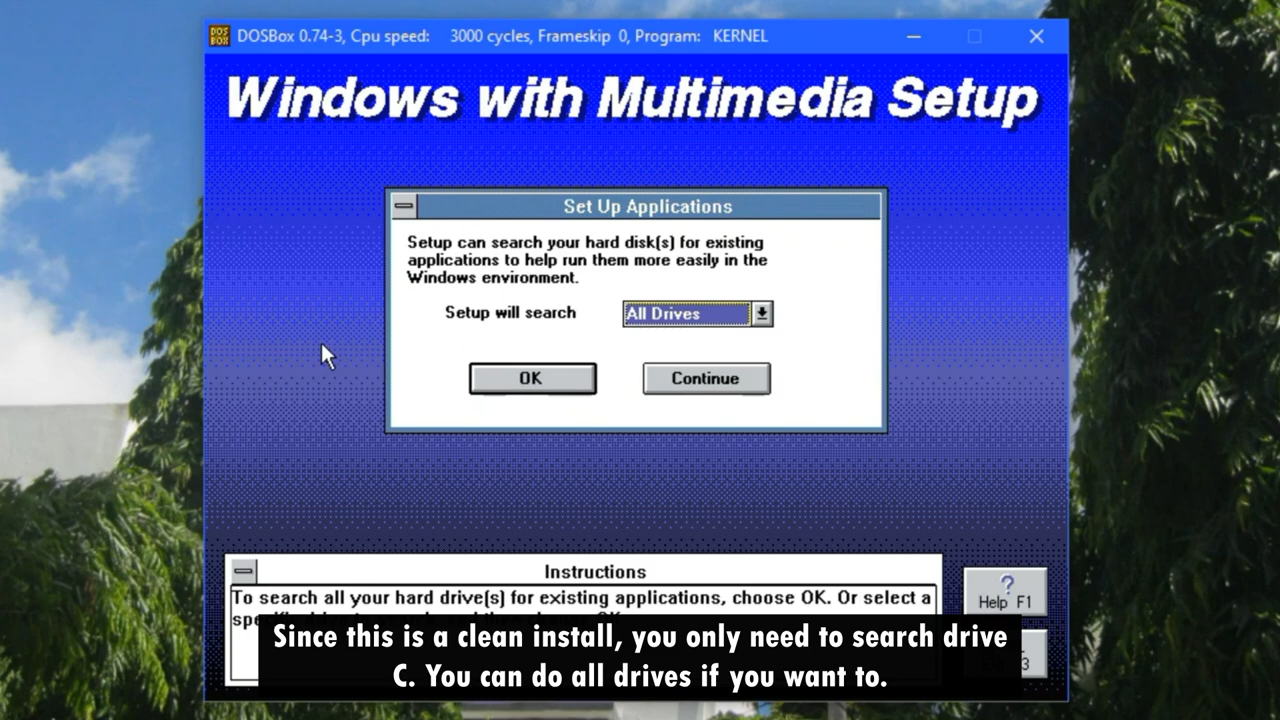 DOS
BOX
DOSBox 0.74-3, Cpu speed: 3000 cycles, Frameskip 0, Program: KERNEL
Windows with Multimedia Setup
Set Up Applications
Setup can search your hard disk(s) for existing
applications to help run them more easily in the
Windows environment.
Setup will search All Drives
OK Continue
Instructions
To search all your hard drive(s) for existing applications, choose OK. Or select a
?
Help F1
3
Since this is a clean install, you only need to search drive
C. You can do all drives if you want to.